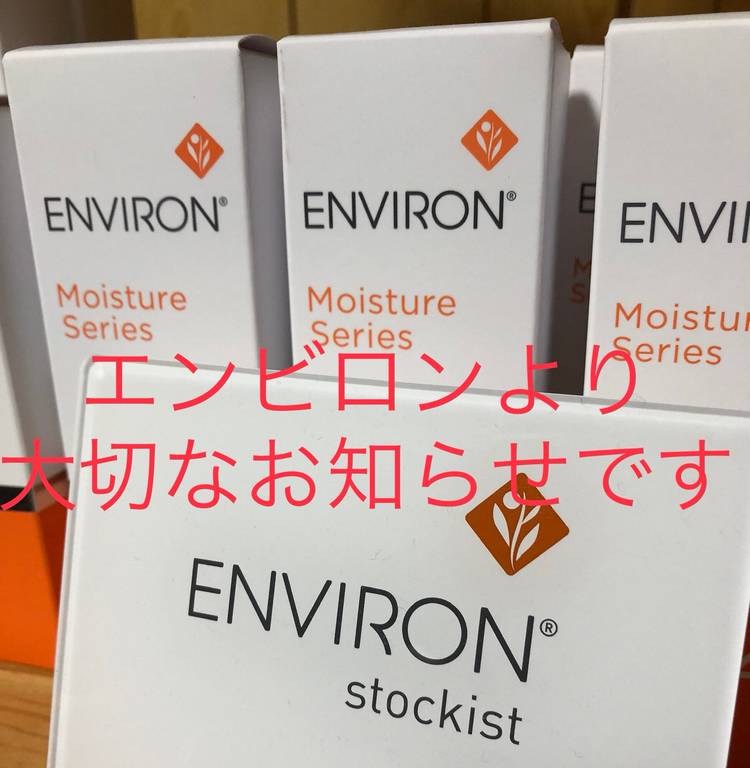 ENVIRON®
Moisture
Series
ENVIRON®
Moisture
Series
E
M
S
ENVI
Moistur
Series
エンビロンより
大切なお知らせです
ENVIRON®
stockist